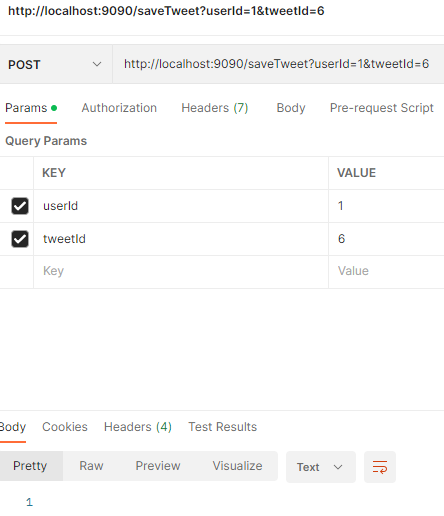 http://localhost:9090/saveTweet?userId=1&tweetId=6
POST http://localhost:9090/saveTweet?userId=1&tweetId=6
Params Authorization Headers (7) Body Pre-request Script
Query Params
KEY VALUE
userId 1
tweetId 6
Key Value
Body Cookies Headers (4) Test Results
Pretty Raw Preview Visualize Text
1